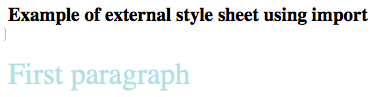 Example of external style sheet using import
First paragraph